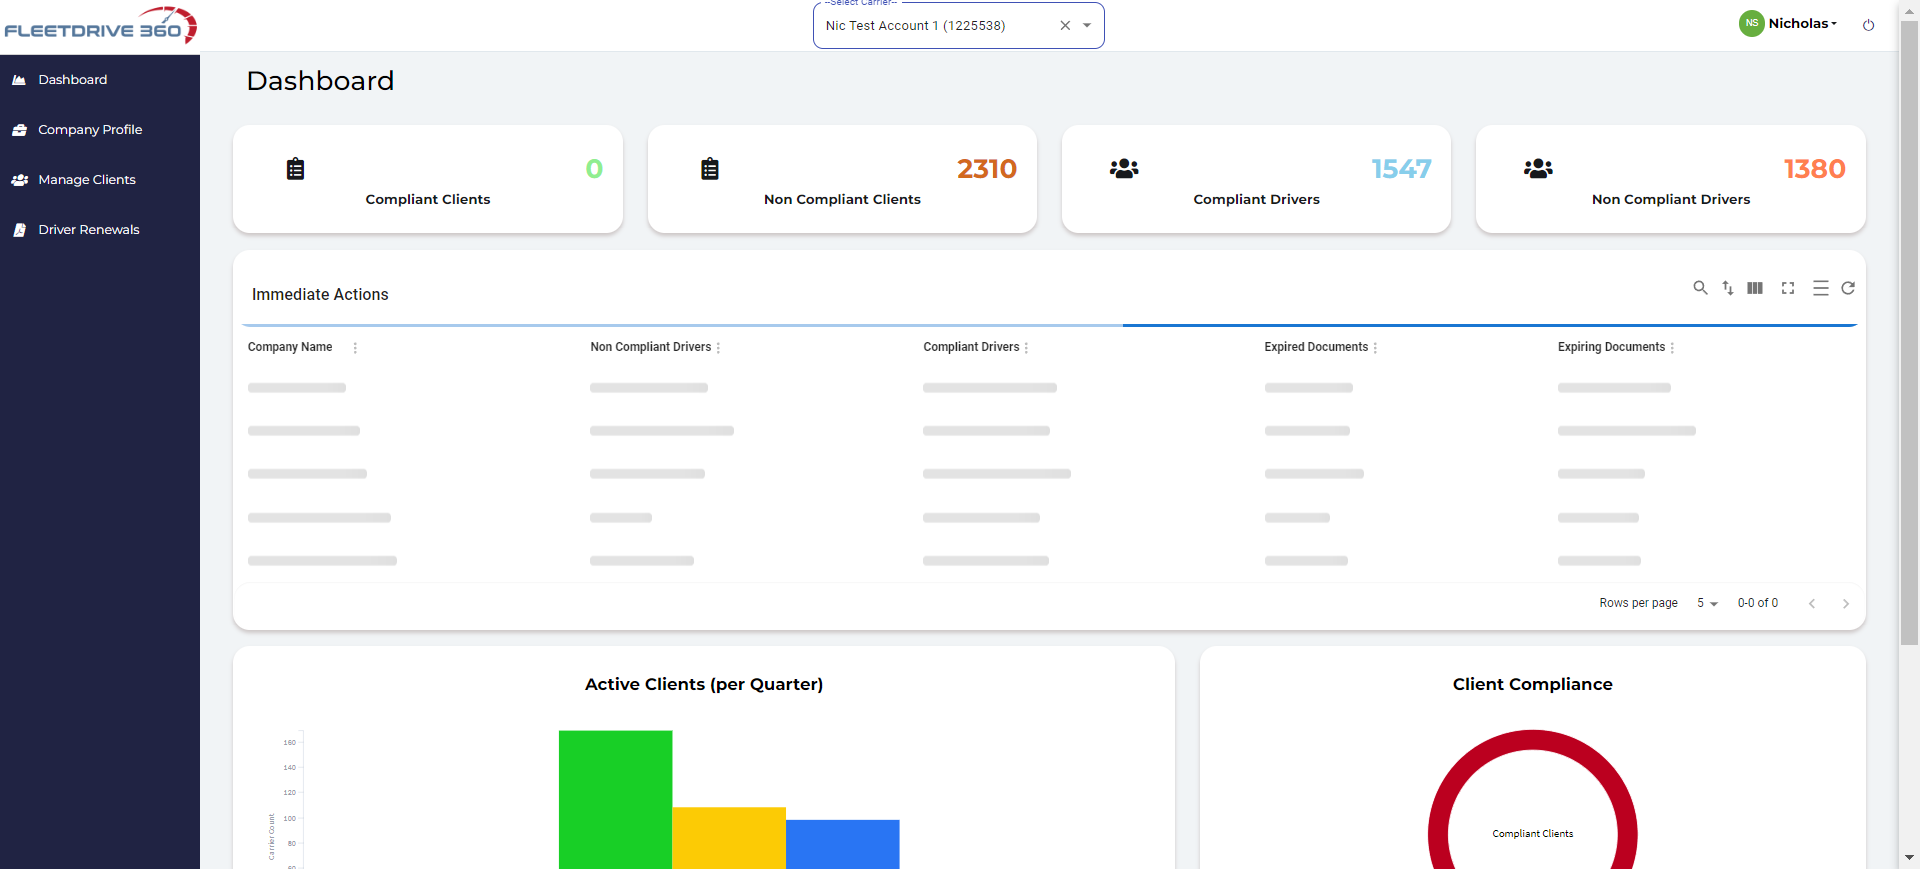 FLEETDRIVE 360
--Select Carrier--
Nic Test Account 1 (1225538)
NS Nicholas
Dashboard
Company Profile
Manage Clients
Driver Renewals
Dashboard
0
Compliant Clients
2310
Non Compliant Clients
1547
Compliant Drivers
1380
Non Compliant Drivers
Immediate Actions
Company Name Non Compliant Drivers Compliant Drivers Expired Documents Expiring Documents
Rows per page 5 0-0 of 0
Active Clients (per Quarter)
160
140
120
100
80
60
Carrier Count
Client Compliance
Compliant Clients